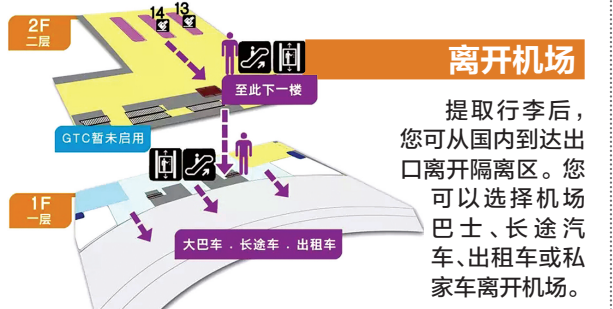 2F
二层
14
13
至此下一楼
GTC暂未启用
1F
一层
大巴车 . 长途车 . 出租车
离开机场
提取行李后，
您可从国内到达出
口离开隔离区。您
可以选择机场
巴士、长途汽
车、出租车或私
家车离开机场。